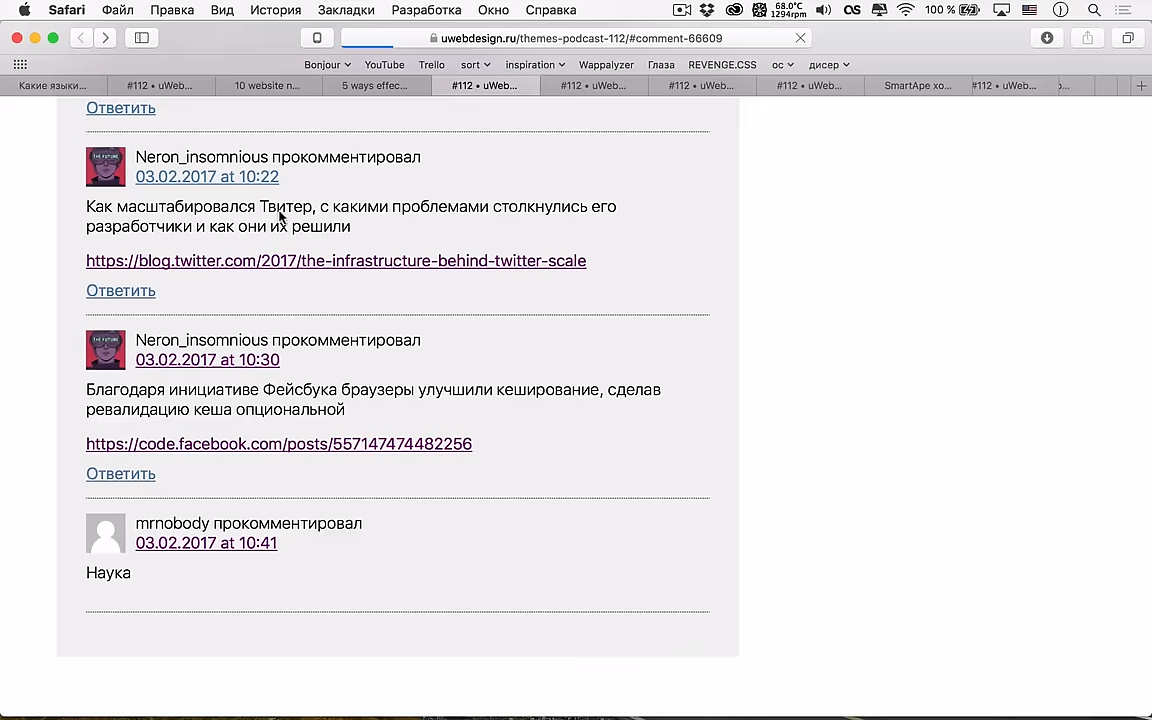 Safari Файл Правка Вид История Закладки Разработка Окно Справка 68.0°C 1294rpm 100 %
uwebdesign.ru/themes-podcast-112/#comment-66609
Bonjour YouTube Trello sort inspiration Wappalyzer Глаза REVENGE.CSS ос дисер
Какие языки... #112 • uWeb... 10 website n... 5 ways effec... #112 • uWeb... #112 • uWeb... #112 • uWeb... #112 • uWeb... SmartApe хо... #112 • uWeb...
Ответить
Neron_insomnious прокомментировал
03.02.2017 at 10:22
Как масштабировался Твитер, с какими проблемами столкнулись его
разработчики и как они их решили
https://blog.twitter.com/2017/the-infrastructure-behind-twitter-scale
Ответить
Neron_insomnious прокомментировал
03.02.2017 at 10:30
Благодаря инициативе Фейсбука браузеры улучшили кеширование, сделав
ревалидацию кеша опциональной
https://code.facebook.com/posts/557147474482256
Ответить
mrnobody прокомментировал
03.02.2017 at 10:41
Наука